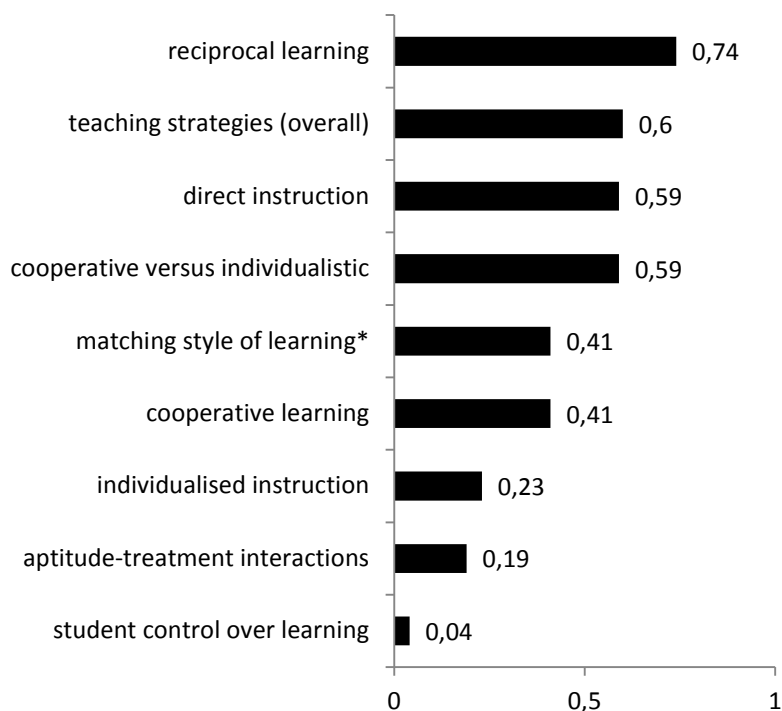 reciprocal learning 0,74
teaching strategies (overall) 0,6
direct instruction 0,59
cooperative versus individualistic 0,59
matching style of learning* 0,41
cooperative learning 0,41
individualised instruction 0,23
aptitude-treatment interactions 0,19
student control over learning 0,04
0 0,5 1